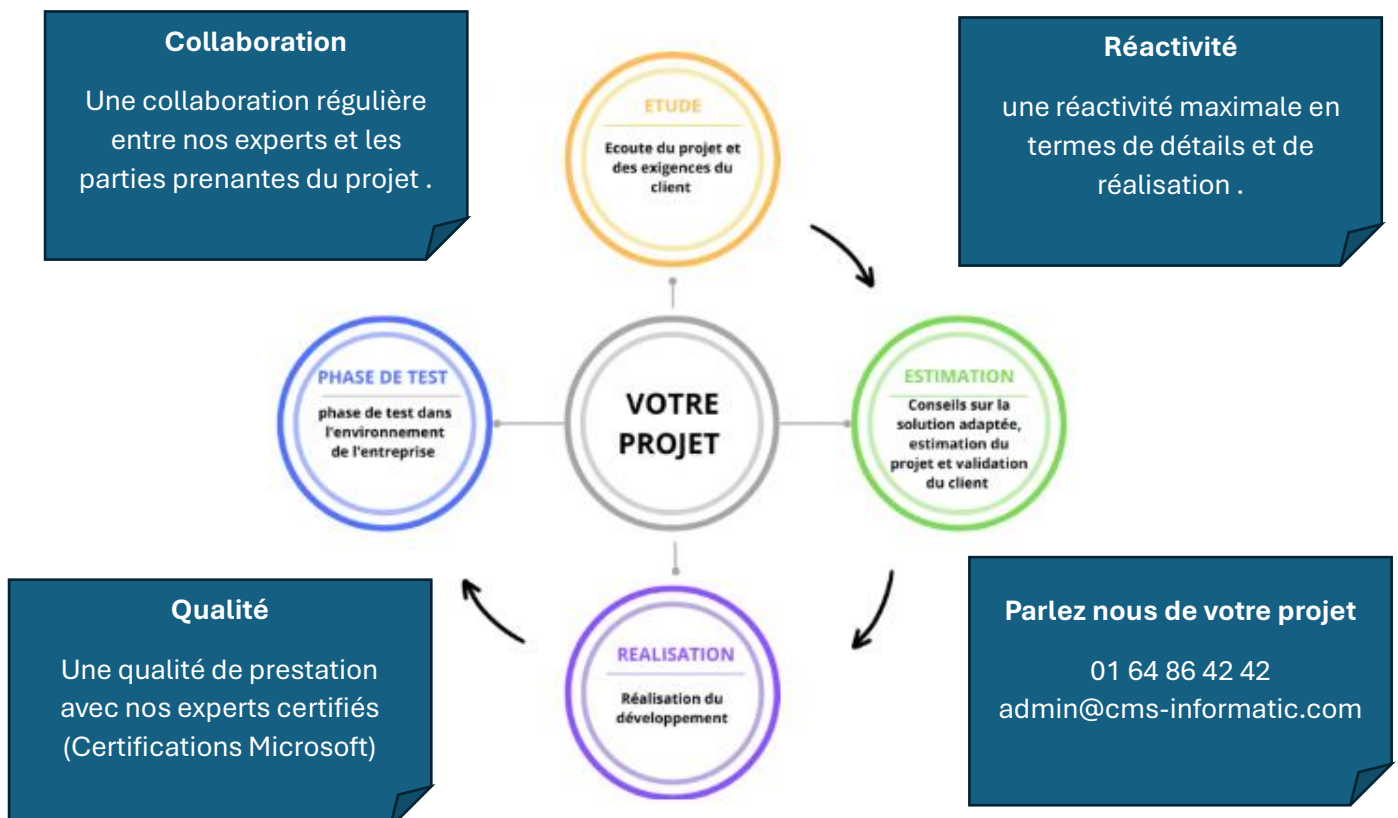 Collaboration
Une collaboration régulière
entre nos experts et les
parties prenantes du projet .
Réactivité
une réactivité maximale en
termes de détails et de
réalisation .
ETUDE
Ecoute du projet et
des exigences du
client
PHASE DE TEST
phase de test dans
l'environnement
de l'entreprise
VOTRE
PROJET
ESTIMATION
Conseils sur la
solution adaptée,
estimation du
projet et validation
du client
REALISATION
Réalisation du
développement
Qualité
Une qualité de prestation
avec nos experts certifiés
(Certifications Microsoft)
Parlez nous de votre projet
01 64 86 42 42
admin@cms-informatic.com